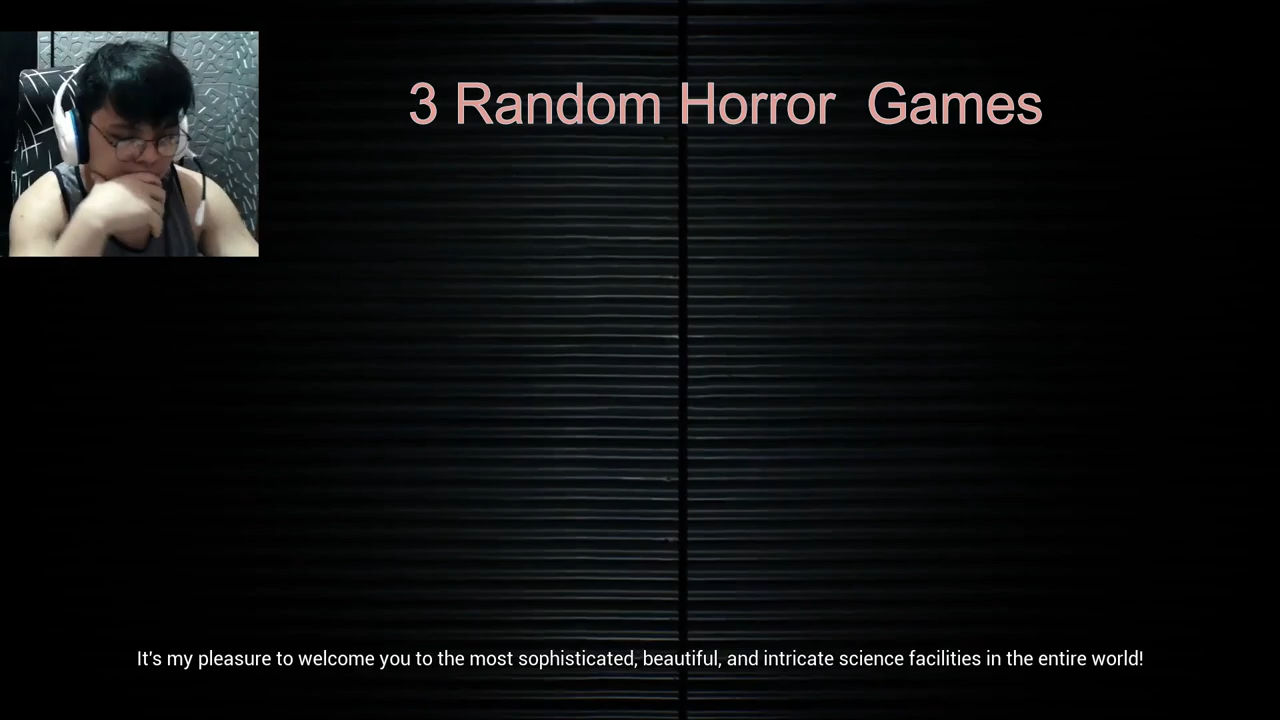 3 Random Horror  Games
It's my pleasure to welcome you to the most sophisticated, beautiful, and intricate science facilities in the entire world!